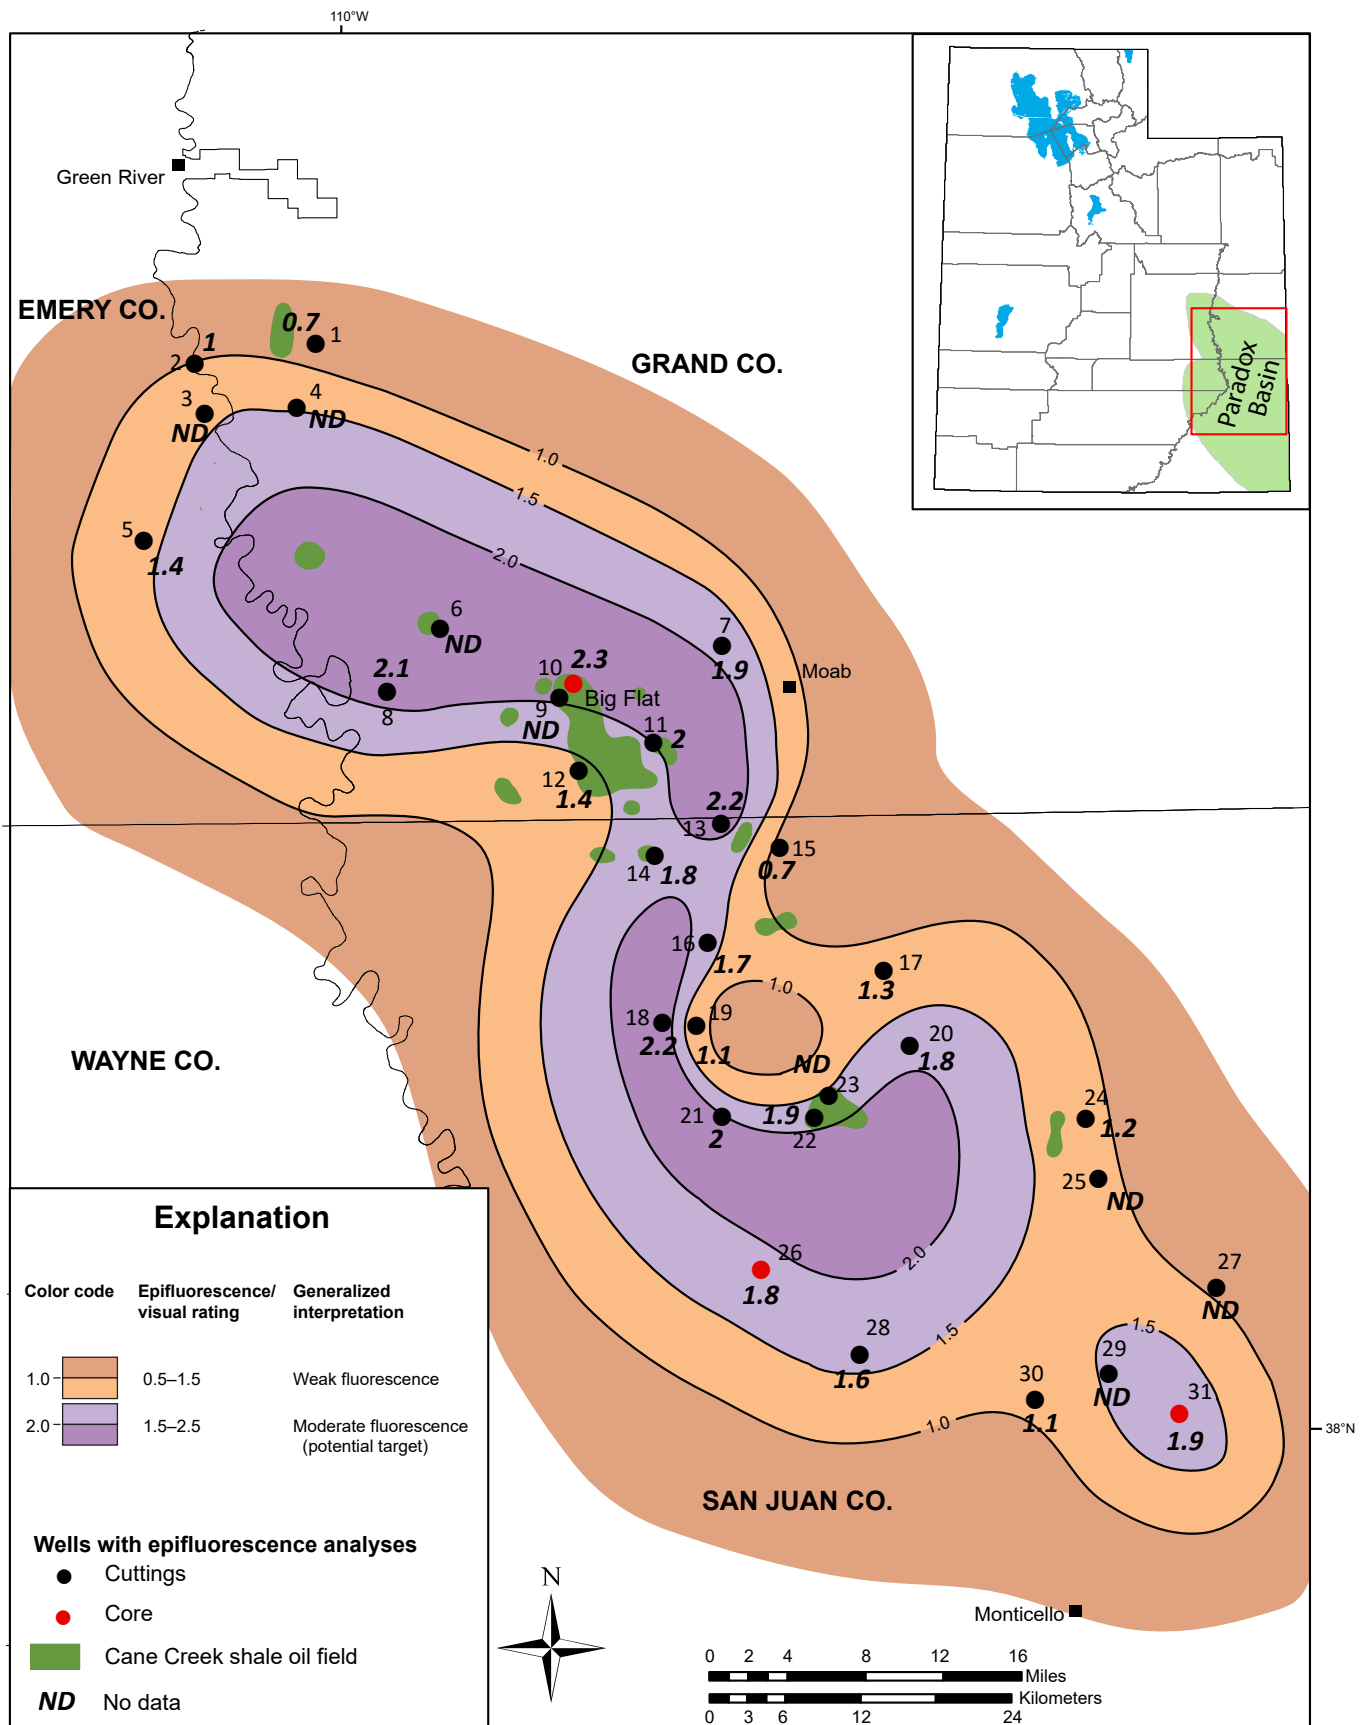 110°W
Green River
EMERY CO.
GRAND CO.
Paradox
Basin
0.7
1
1
2
3
ND
4
ND
1.0
1.5
5
1.4
2.0
6
ND
7
1.9
Moab
2.1
8
10
2.3
9
Big Flat
ND
11
2
12
1.4
2.2
13
14
1.8
15
0.7
16
1.7
17
1.3
1.0
18
2.2
19
1.1
20
1.8
ND
23
WAYNE CO.
21
2
1.9
22
24
1.2
25
ND
26
1.8
2.0
27
ND
28
1.6
1.5
1.5
29
ND
30
1.1
31
1.9
1.0
38°N
SAN JUAN CO.
Monticello
Explanation
Color code
Epifluorescence/
visual rating
Generalized
interpretation
1.0
0.5–1.5
Weak fluorescence
2.0
1.5–2.5
Moderate fluorescence
(potential target)
Wells with epifluorescence analyses
Cuttings
Core
Cane Creek shale oil field
ND
No data
N
0 2 4 8 12 16
Miles
Kilometers
0 3 6 12 24